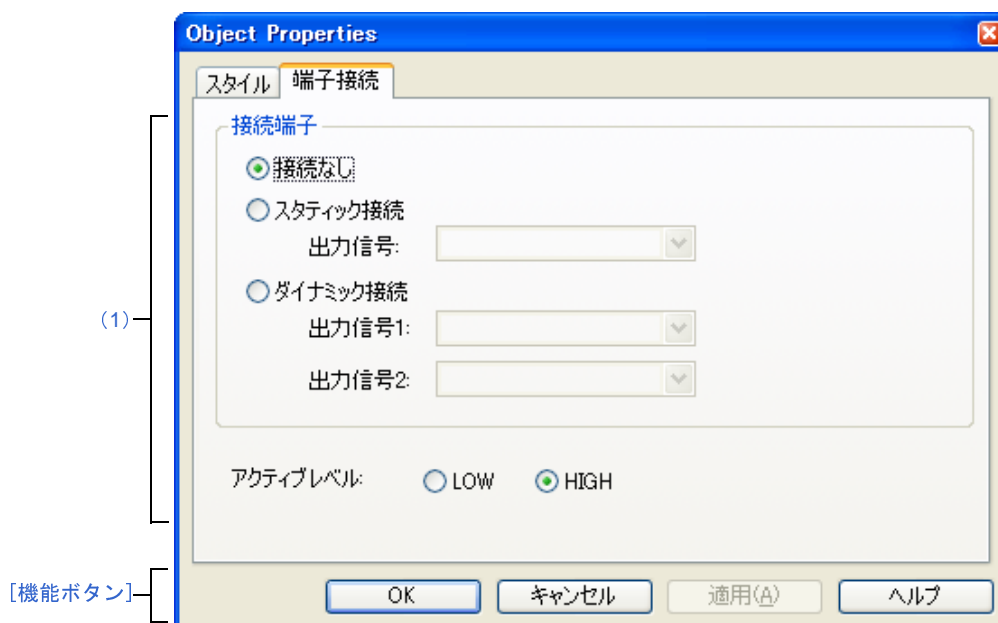 Object Properties
スタイル 端子接続
接続端子
接続なし
スタティック接続
出力信号:
ダイナミック接続
(1)
出力信号1:
出力信号2:
アクティブレベル: LOW HIGH
[機能ボタン]
OK キャンセル 適用(A) ヘルプ